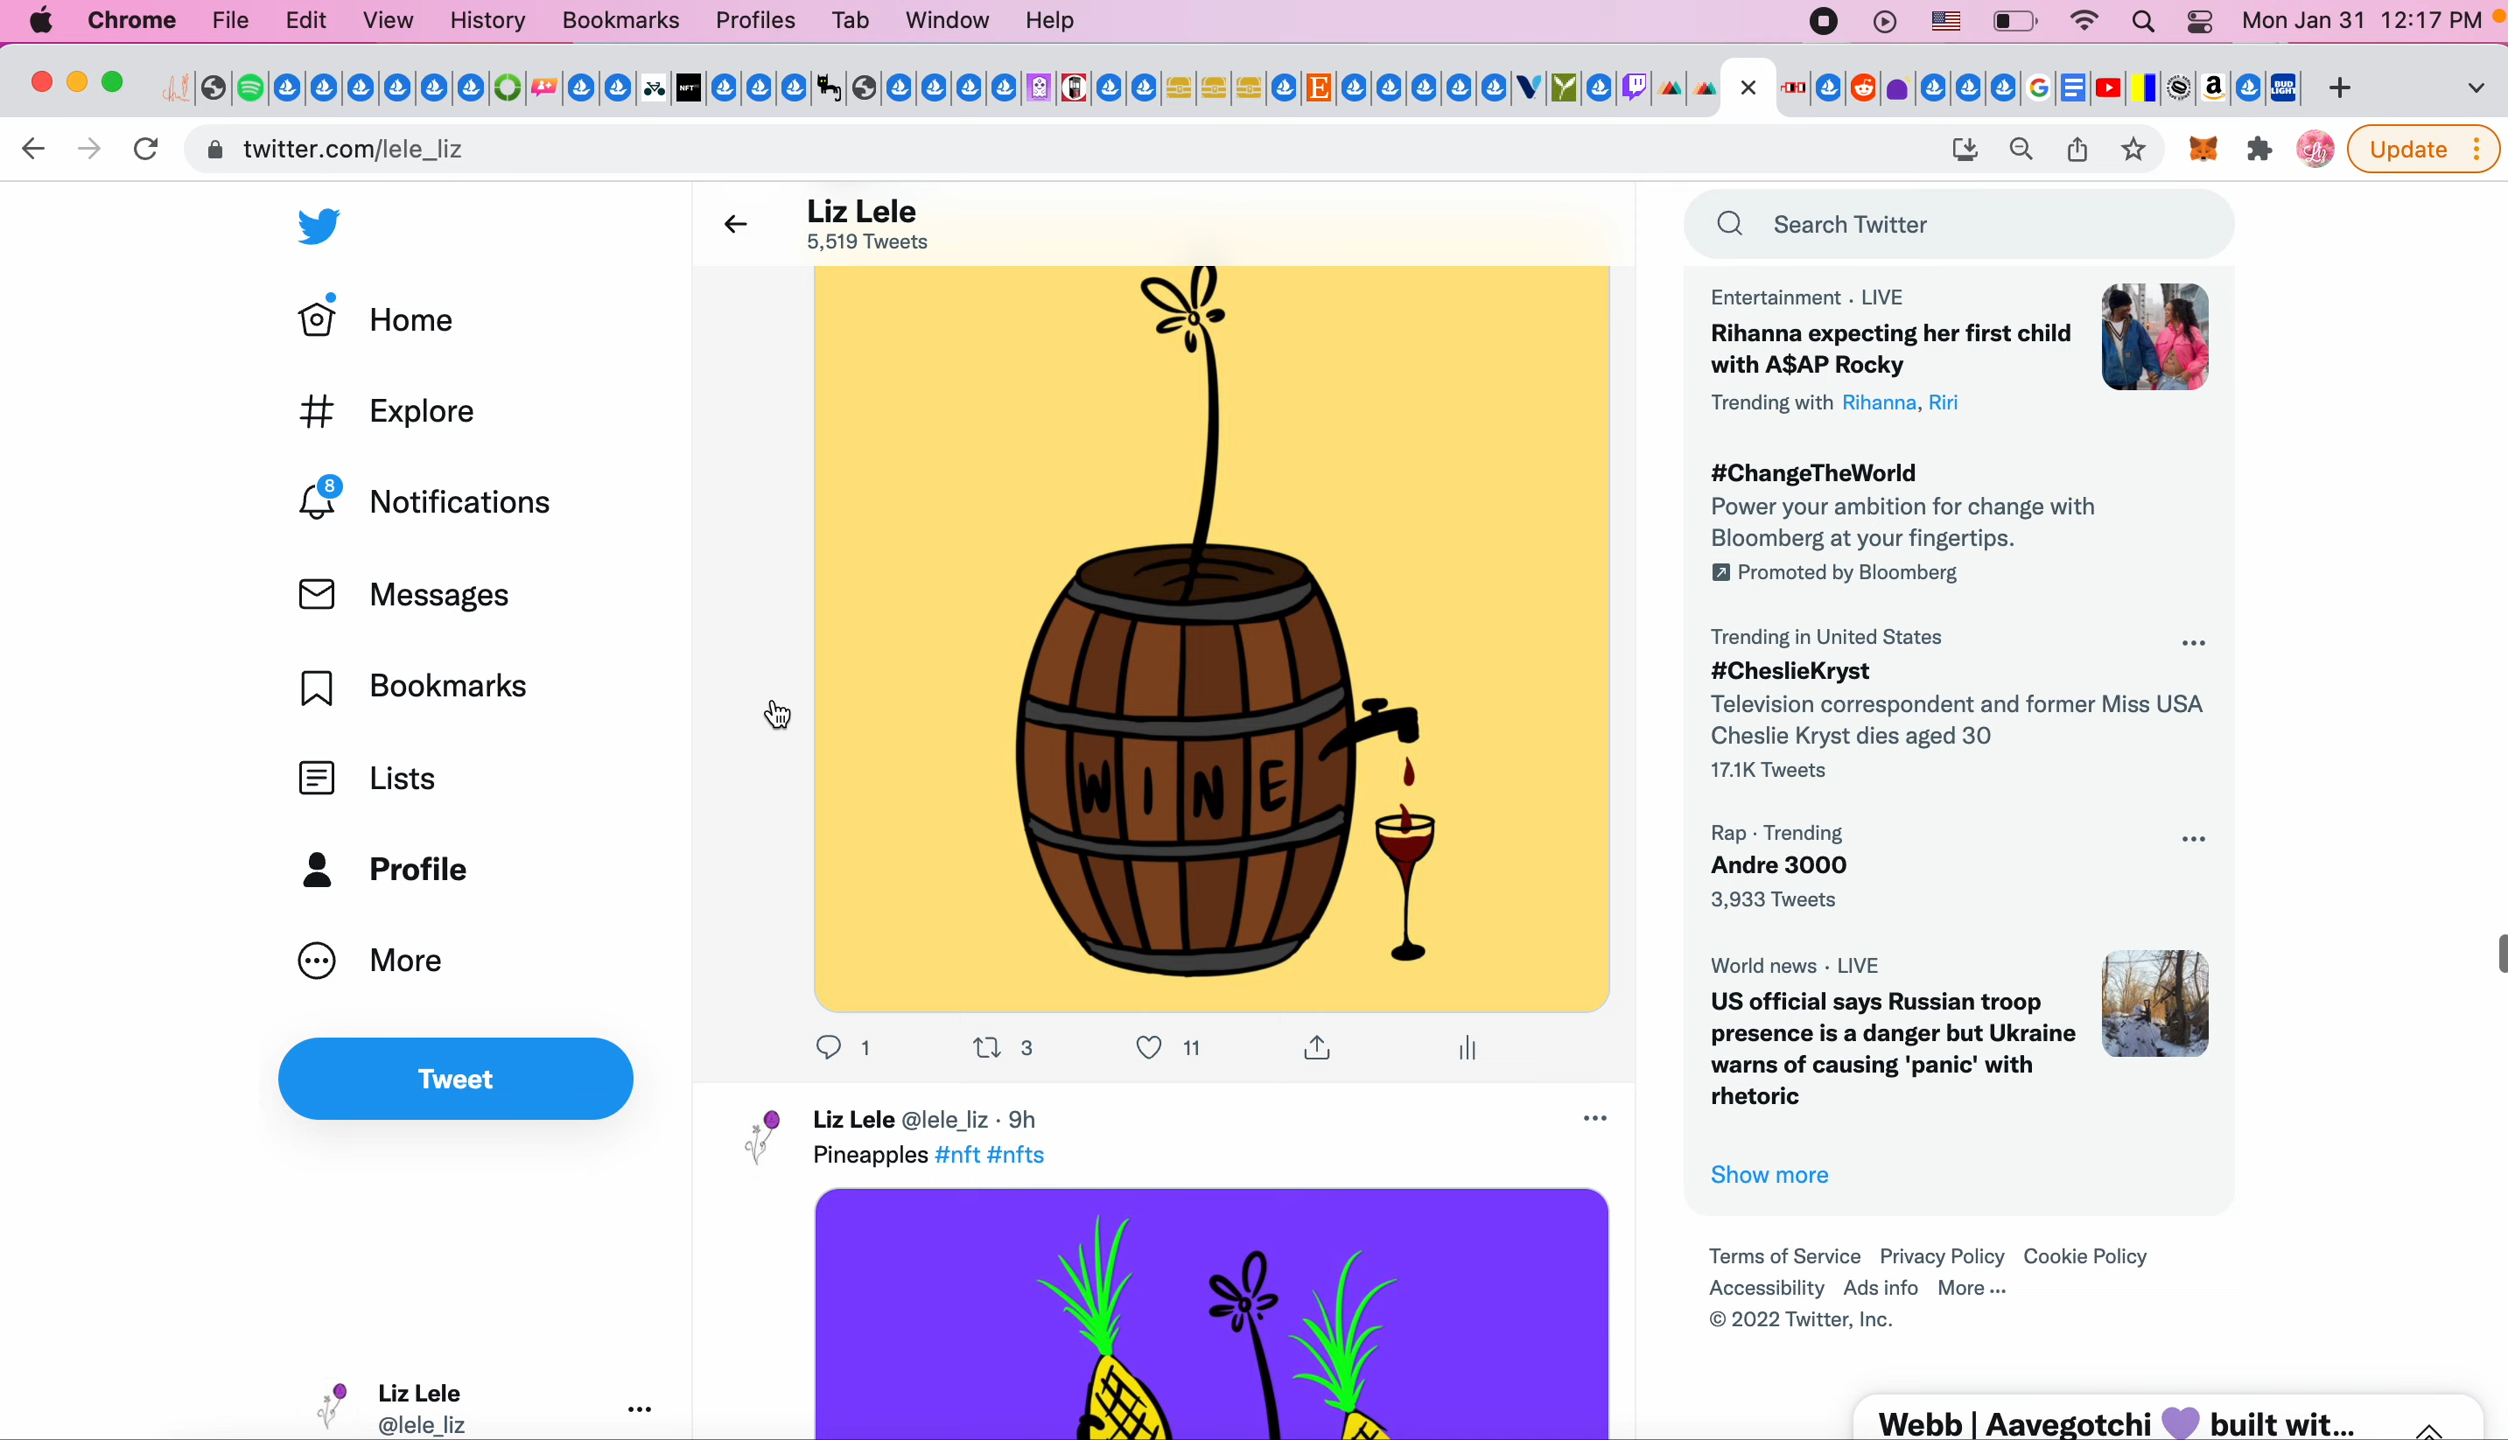 Chrome File Edit View History Bookmarks Profiles Tab Window Help Mon Jan 31 12:17 PM
NFT E G a BUD LIGHT
twitter.com/lele_liz Update
Liz Lele
5,519 Tweets
Home
Explore
8 Notifications
Messages
Bookmarks
Lists
Profile
More
Tweet
Liz Lele
@lele_liz
WINE
1 3 11
Liz Lele @lele_liz · 9h
Pineapples #nft #nfts
Search Twitter
Entertainment · LIVE
Rihanna expecting her first child
with A$AP Rocky
Trending with Rihanna, Riri
#ChangeTheWorld
Power your ambition for change with
Bloomberg at your fingertips.
Promoted by Bloomberg
Trending in United States
#CheslieKryst
Television correspondent and former Miss USA
Cheslie Kryst dies aged 30
17.1K Tweets
Rap · Trending
Andre 3000
3,933 Tweets
World news · LIVE
US official says Russian troop
presence is a danger but Ukraine
warns of causing 'panic' with
rhetoric
Show more
Terms of Service Privacy Policy Cookie Policy
Accessibility Ads info More ···
© 2022 Twitter, Inc.
Webb | Aavegotchi 💜 built wit...